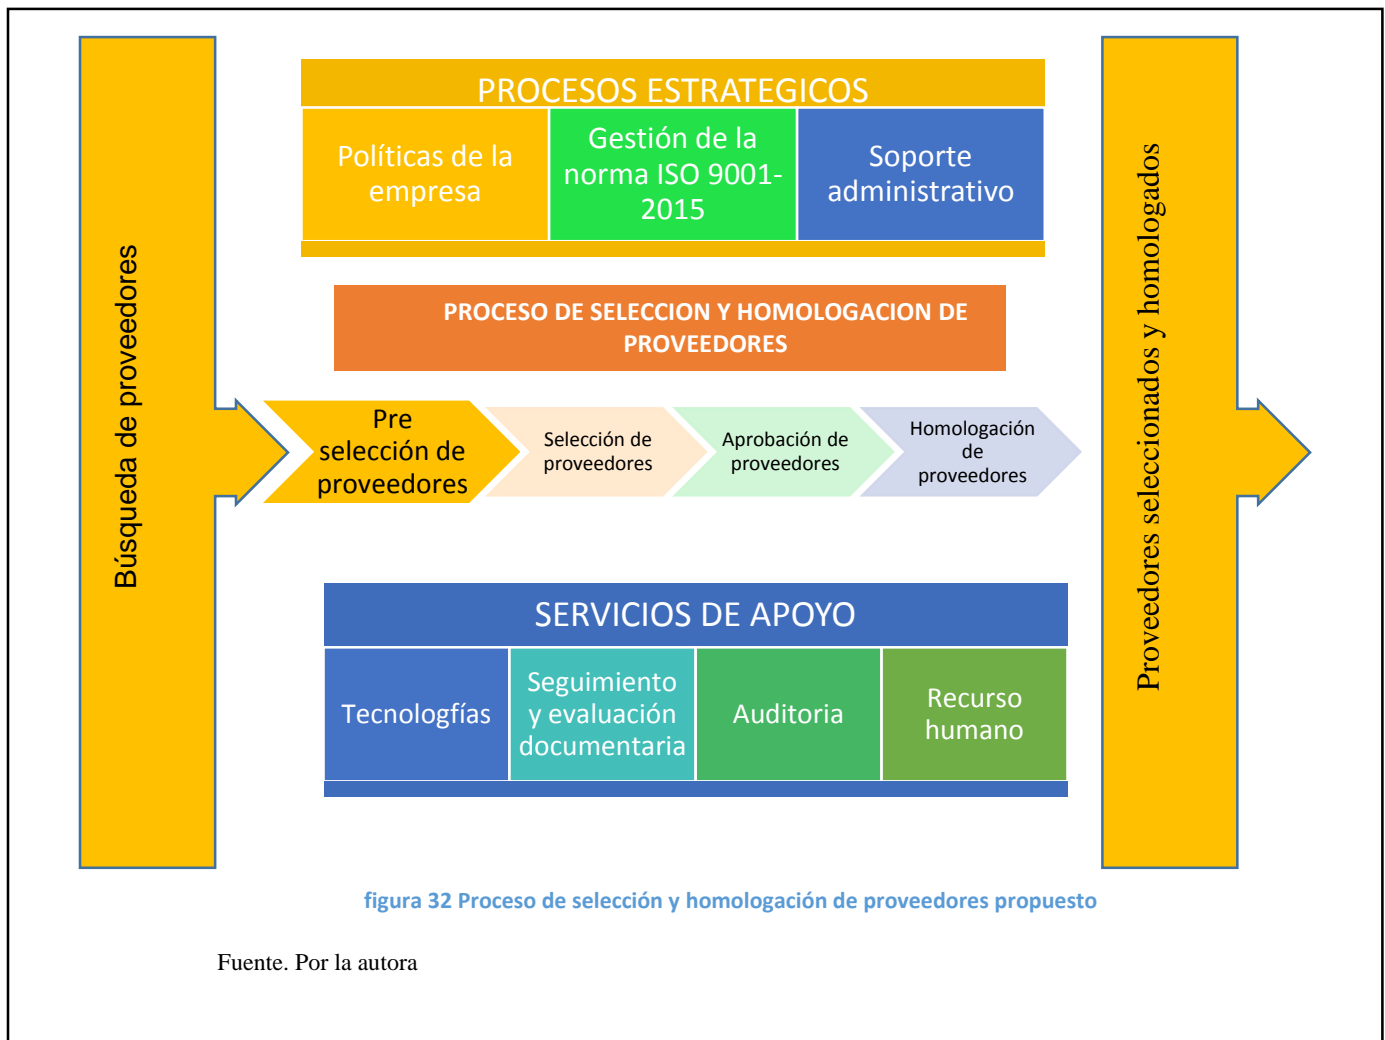 Búsqueda de proveedores
PROCESOS ESTRATEGICOS
Políticas de la
empresa
Gestión de la
norma ISO 9001-
2015
Soporte
administrativo
PROCESO DE SELECCION Y HOMOLOGACION DE
PROVEEDORES
Pre
selección de
proveedores
Selección de
proveedores
Aprobación de
proveedores
Homologación
de
proveedores
SERVICIOS DE APOYO
Tecnologfías
Seguimiento
y evaluación
documentaria
Auditoria
Recurso
humano
Proveedores seleccionados y homologados
figura 32 Proceso de selección y homologación de proveedores propuesto
Fuente. Por la autora